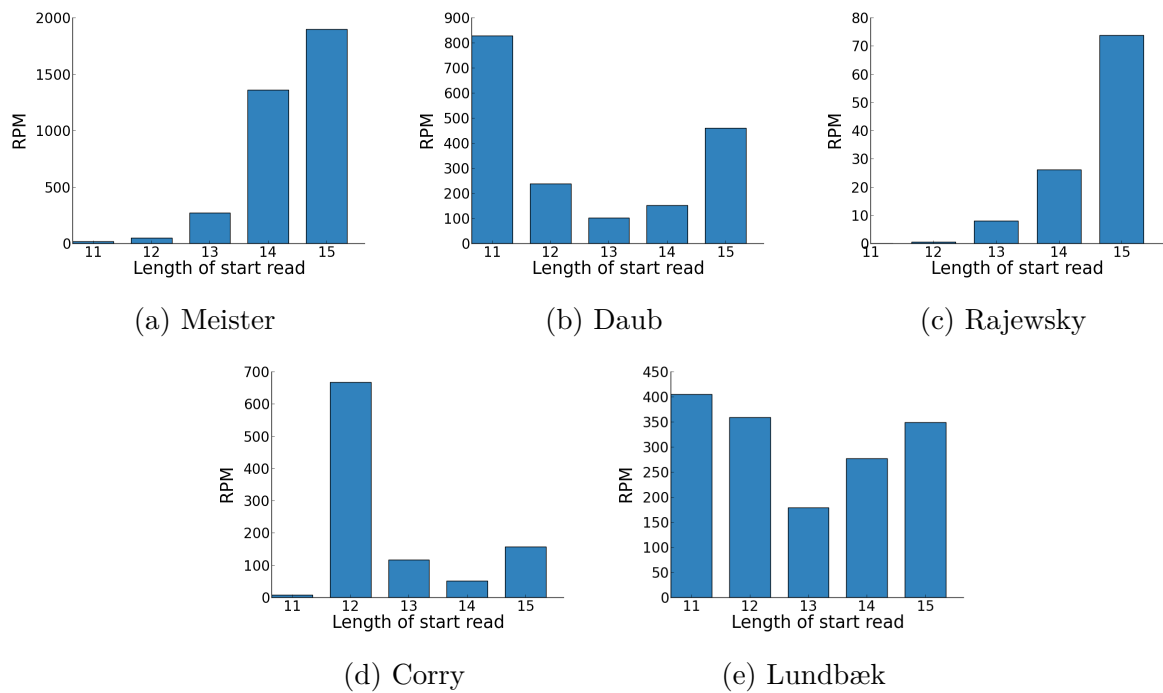 2000
1500
1000
500
0
RPM
11 12 13 14 15
Length of start read
(a) Meister
900
800
700
600
500
400
300
200
100
0
RPM
11 12 13 14 15
Length of start read
(b) Daub
80
70
60
50
40
30
20
10
0
RPM
11 12 13 14 15
Length of start read
(c) Rajewsky
700
600
500
400
300
200
100
0
RPM
11 12 13 14 15
Length of start read
(d) Corry
450
400
350
300
250
200
150
100
50
0
RPM
11 12 13 14 15
Length of start read
(e) Lundbæk